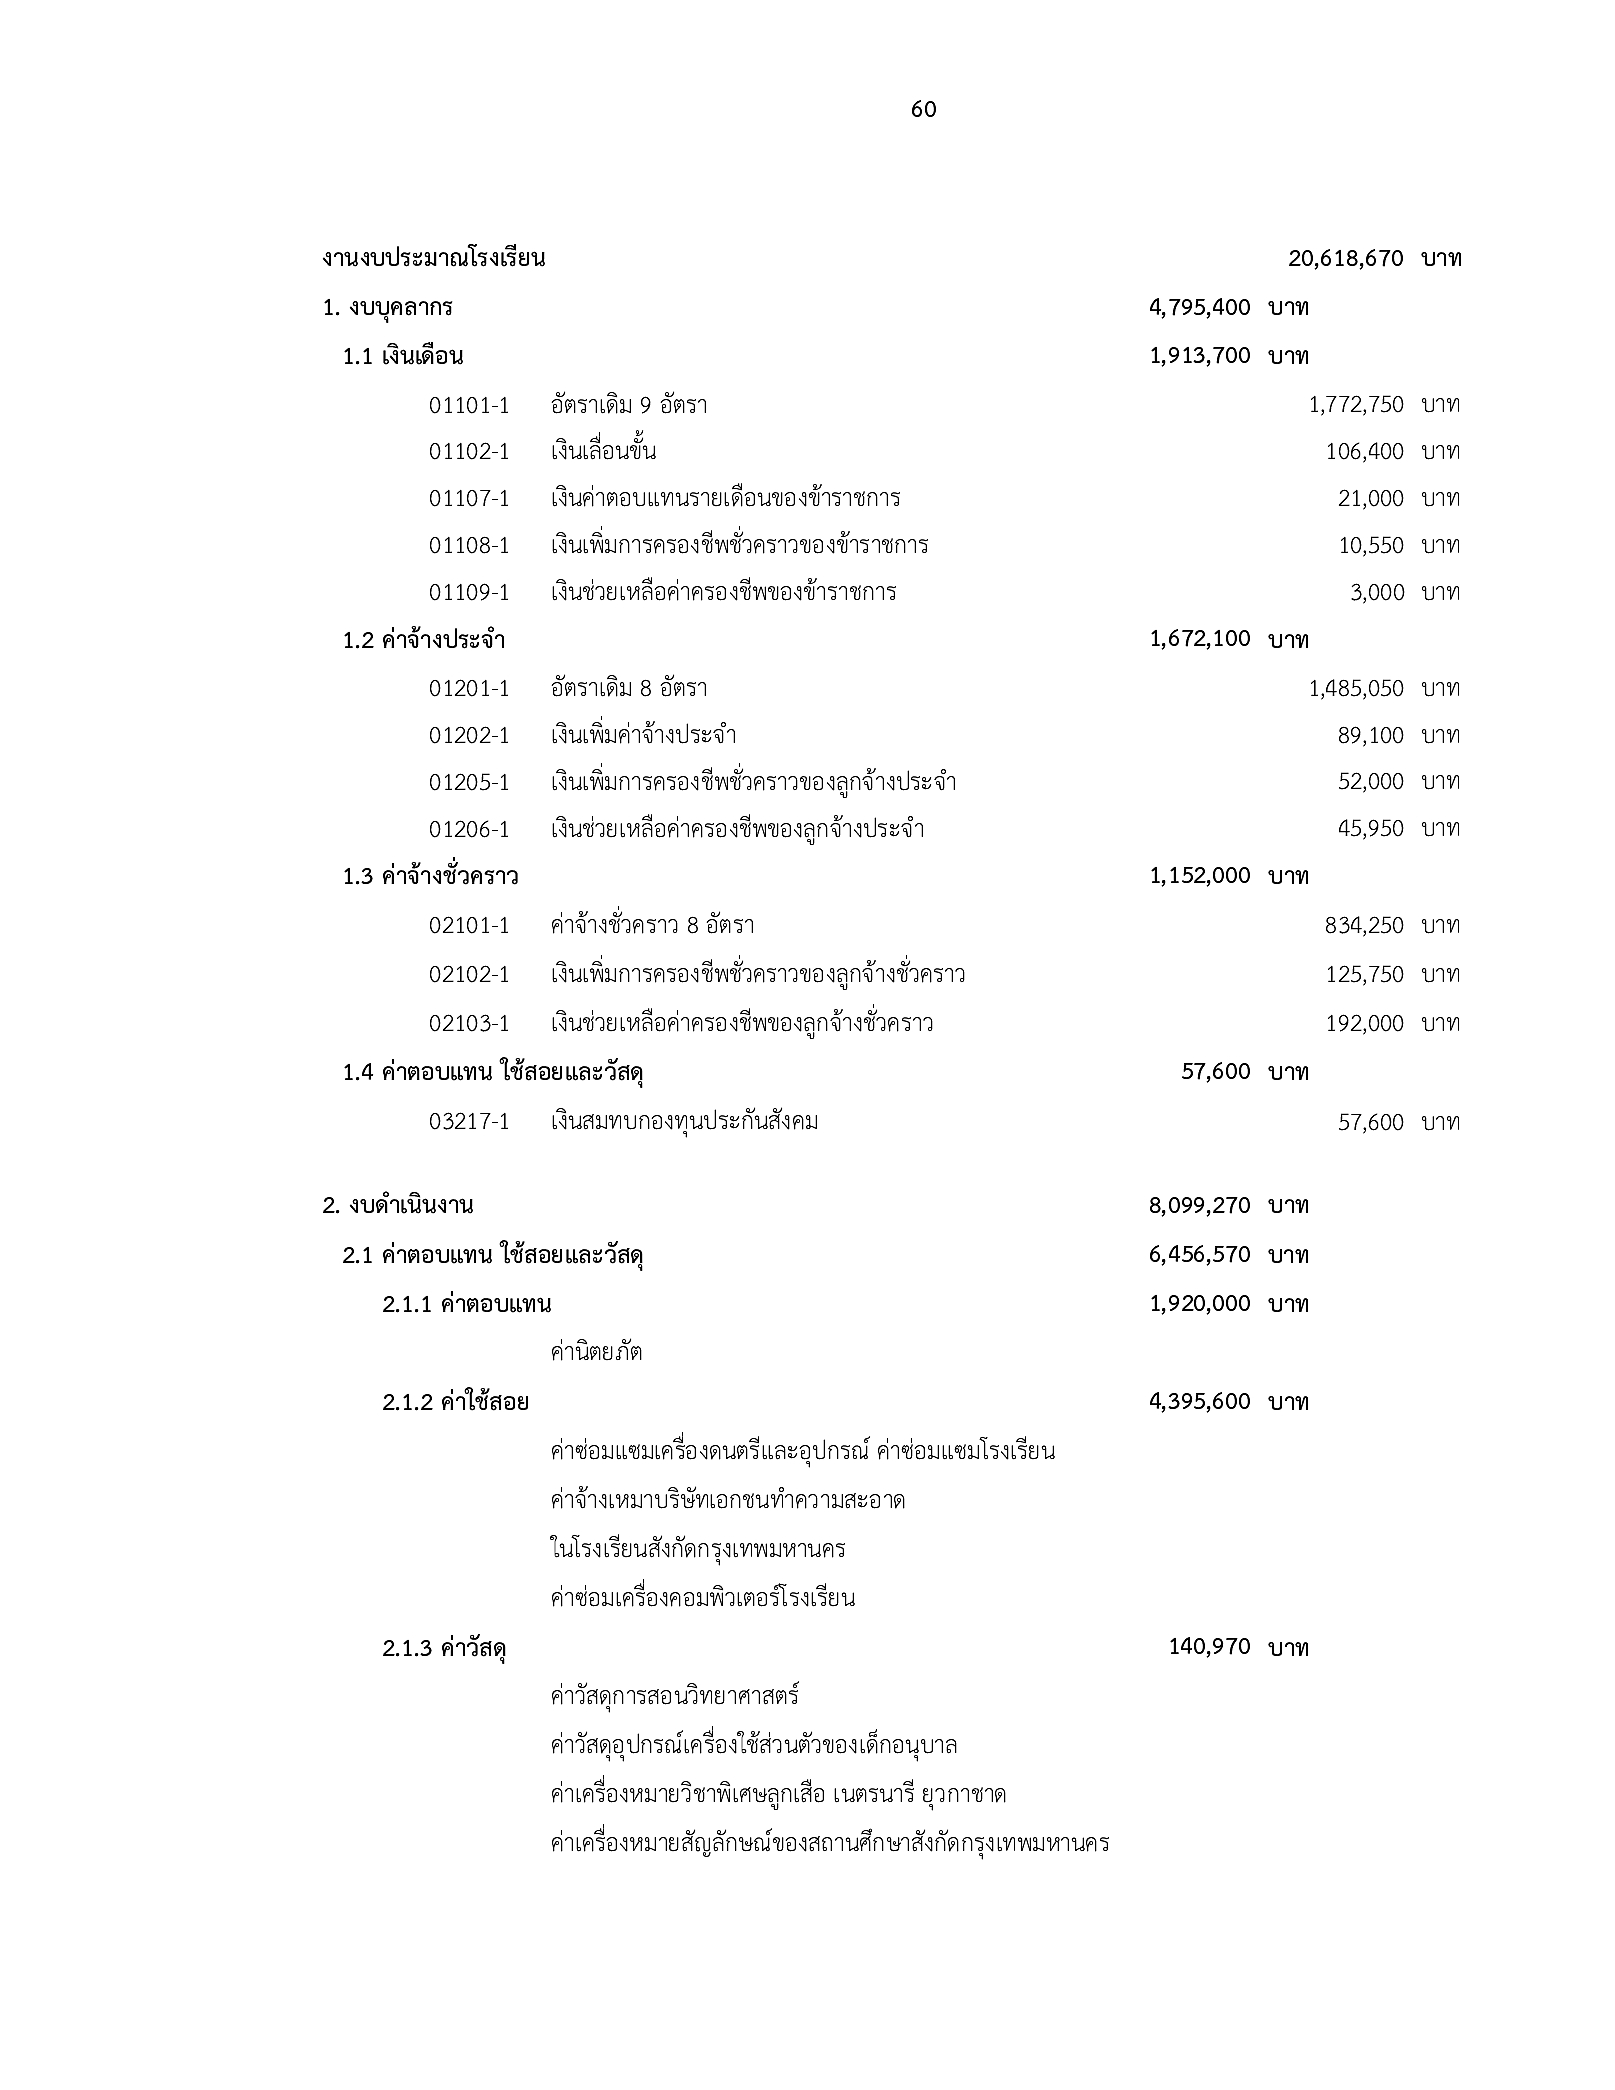 60
งานงบประมาณโรงเรียน 20,618,670 บาท
1. งบบุคลากร 4,795,400 บาท
1.1 เงินเดือน 1,913,700 บาท
01101-1 อัตราเดิม 9 อัตรา 1,772,750 บาท
01102-1 เงินเลื่อนขั้น 106,400 บาท
01107-1 เงินค่าตอบแทนรายเดือนของข้าราชการ 21,000 บาท
01108-1 เงินเพิ่มการครองชีพชั่วคราวของข้าราชการ 10,550 บาท
01109-1 เงินช่วยเหลือค่าครองชีพของข้าราชการ 3,000 บาท
1.2 ค่าจ้างประจำ 1,672,100 บาท
01201-1 อัตราเดิม 8 อัตรา 1,485,050 บาท
01202-1 เงินเพิ่มค่าจ้างประจำ 89,100 บาท
01205-1 เงินเพิ่มการครองชีพชั่วคราวของลูกจ้างประจำ 52,000 บาท
01206-1 เงินช่วยเหลือค่าครองชีพของลูกจ้างประจำ 45,950 บาท
1.3 ค่าจ้างชั่วคราว 1,152,000 บาท
02101-1 ค่าจ้างชั่วคราว 8 อัตรา 834,250 บาท
02102-1 เงินเพิ่มการครองชีพชั่วคราวของลูกจ้างชั่วคราว 125,750 บาท
02103-1 เงินช่วยเหลือค่าครองชีพของลูกจ้างชั่วคราว 192,000 บาท
1.4 ค่าตอบแทน ใช้สอยและวัสดุ 57,600 บาท
03217-1 เงินสมทบกองทุนประกันสังคม 57,600 บาท
2. งบดำเนินงาน 8,099,270 บาท
2.1 ค่าตอบแทน ใช้สอยและวัสดุ 6,456,570 บาท
2.1.1 ค่าตอบแทน 1,920,000 บาท
ค่านิตยภัต
2.1.2 ค่าใช้สอย 4,395,600 บาท
ค่าซ่อมแซมเครื่องดนตรีและอุปกรณ์ ค่าซ่อมแซมโรงเรียน
ค่าจ้างเหมาบริษัทเอกชนทำความสะอาด
ในโรงเรียนสังกัดกรุงเทพมหานคร
ค่าซ่อมเครื่องคอมพิวเตอร์โรงเรียน
2.1.3 ค่าวัสดุ 140,970 บาท
ค่าวัสดุการสอนวิทยาศาสตร์
ค่าวัสดุอุปกรณ์เครื่องใช้ส่วนตัวของเด็กอนุบาล
ค่าเครื่องหมายวิชาพิเศษลูกเสือ เนตรนารี ยุวกาชาด
ค่าเครื่องหมายสัญลักษณ์ของสถานศึกษาสังกัดกรุงเทพมหานคร